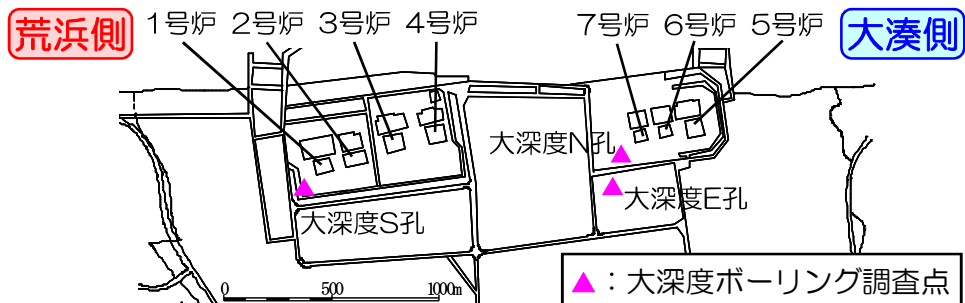 荒浜側
1号炉 2号炉 3号炉 4号炉
7号炉 6号炉 5号炉
大湊側
大深度N孔
大深度E孔
大深度S孔
0 500 1000m
▲：大深度ボーリング調査点